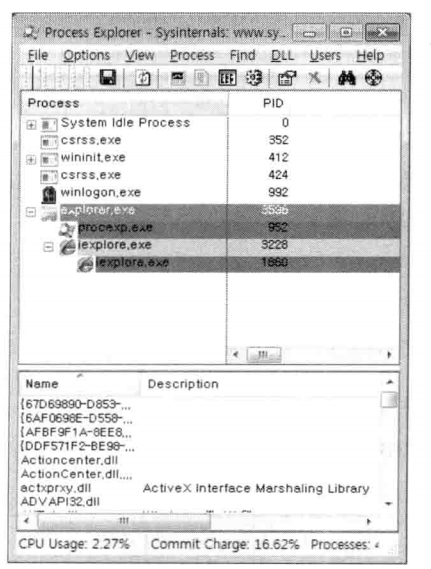 Process Explorer - Sysinternals: www.sy...
File Options View Process Find DLL Users Help
Process PID
System Idle Process 0
csrss.exe 352
wininit.exe 412
csrss.exe 424
winlogon.exe 992
explorer.exe 3536
procexp.exe 952
iexplore.exe 3228
iexplore.exe 1660
Name Description
{67D69890-D853-...
{6AF0698E-D558-...
{AFBF9F1A-8EE8...
{DDF571F2-BE98-...
Actioncenter.dll
ActionCenter.dll....
actxprxy.dll ActiveX Interface Marshaling Library
ADVAPI32.dll
CPU Usage: 2.27% Commit Charge: 16.62% Processes: 4